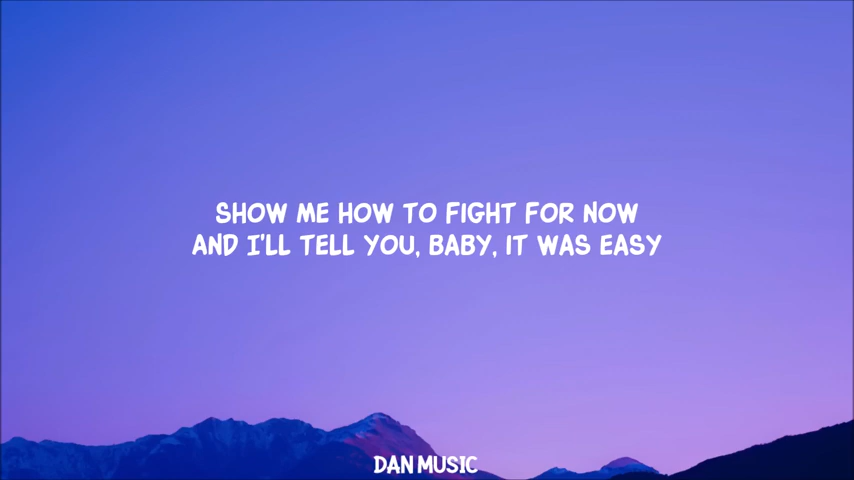 SHOW ME HOW TO FIGHT FOR NOW
AND I'LL TELL YOU, BABY, IT WAS EASY
DAN MUSIC